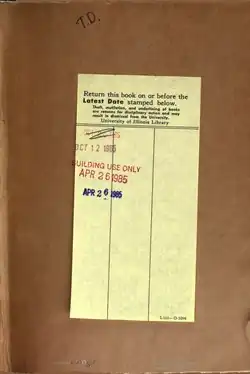 T.D.
Return this book on or before the
Latest Date stamped below.
Theft, mutilation, and underlining of books
are reasons for disciplinary action and may
result in dismissal from the University.
University of Illinois Library
OCT 12 1985
BUILDING USE ONLY
APR 26 1985
APR 26 1985